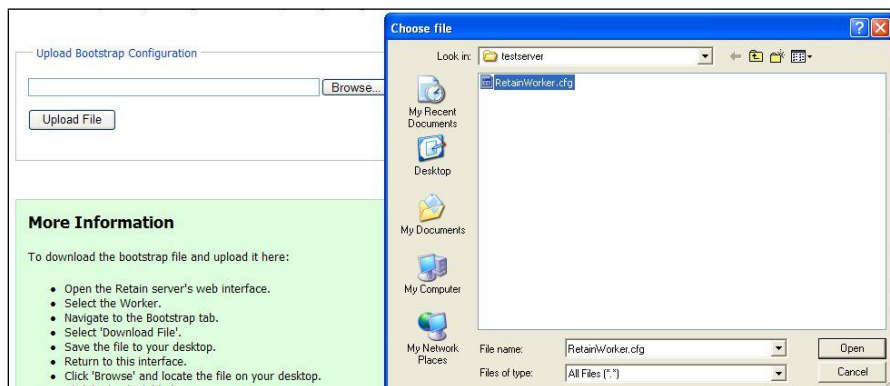 Upload Bootstrap Configuration
Browse...
Upload File
More Information
To download the bootstrap file and upload it here:
• Open the Retain server's web interface.
• Select the Worker.
• Navigate to the Bootstrap tab.
• Select 'Download File'.
• Save the file to your desktop.
• Return to this interface.
• Click 'Browse' and locate the file on your desktop.
Choose file
Look in:
testserver
RetainWorker.cfg
My Recent
Documents
Desktop
My Documents
My Computer
My Network
Places
File name:
RetainWorker.cfg
Open
Files of type:
All Files (*.*)
Cancel